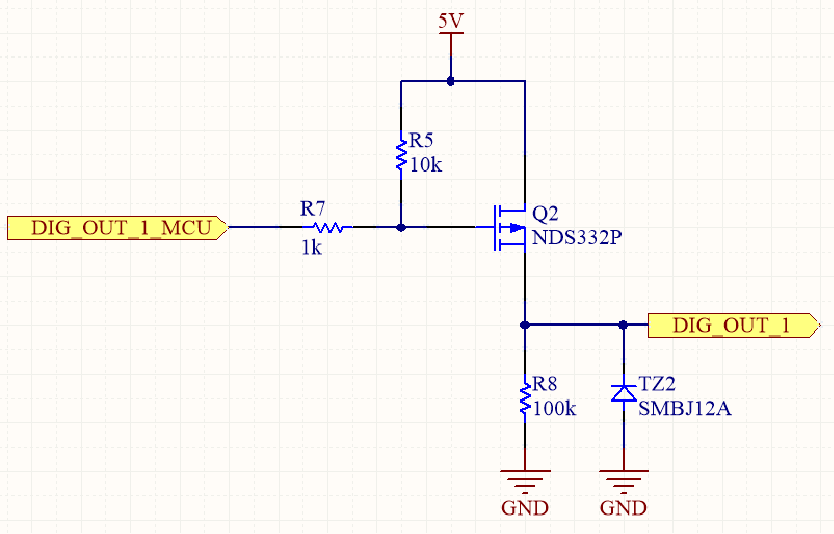 5V
R5
10k
R7
1k
DIG_OUT_1_MCU
Q2
NDS332P
DIG_OUT_1
R8
100k
TZ2
SMBJ12A
GND
GND